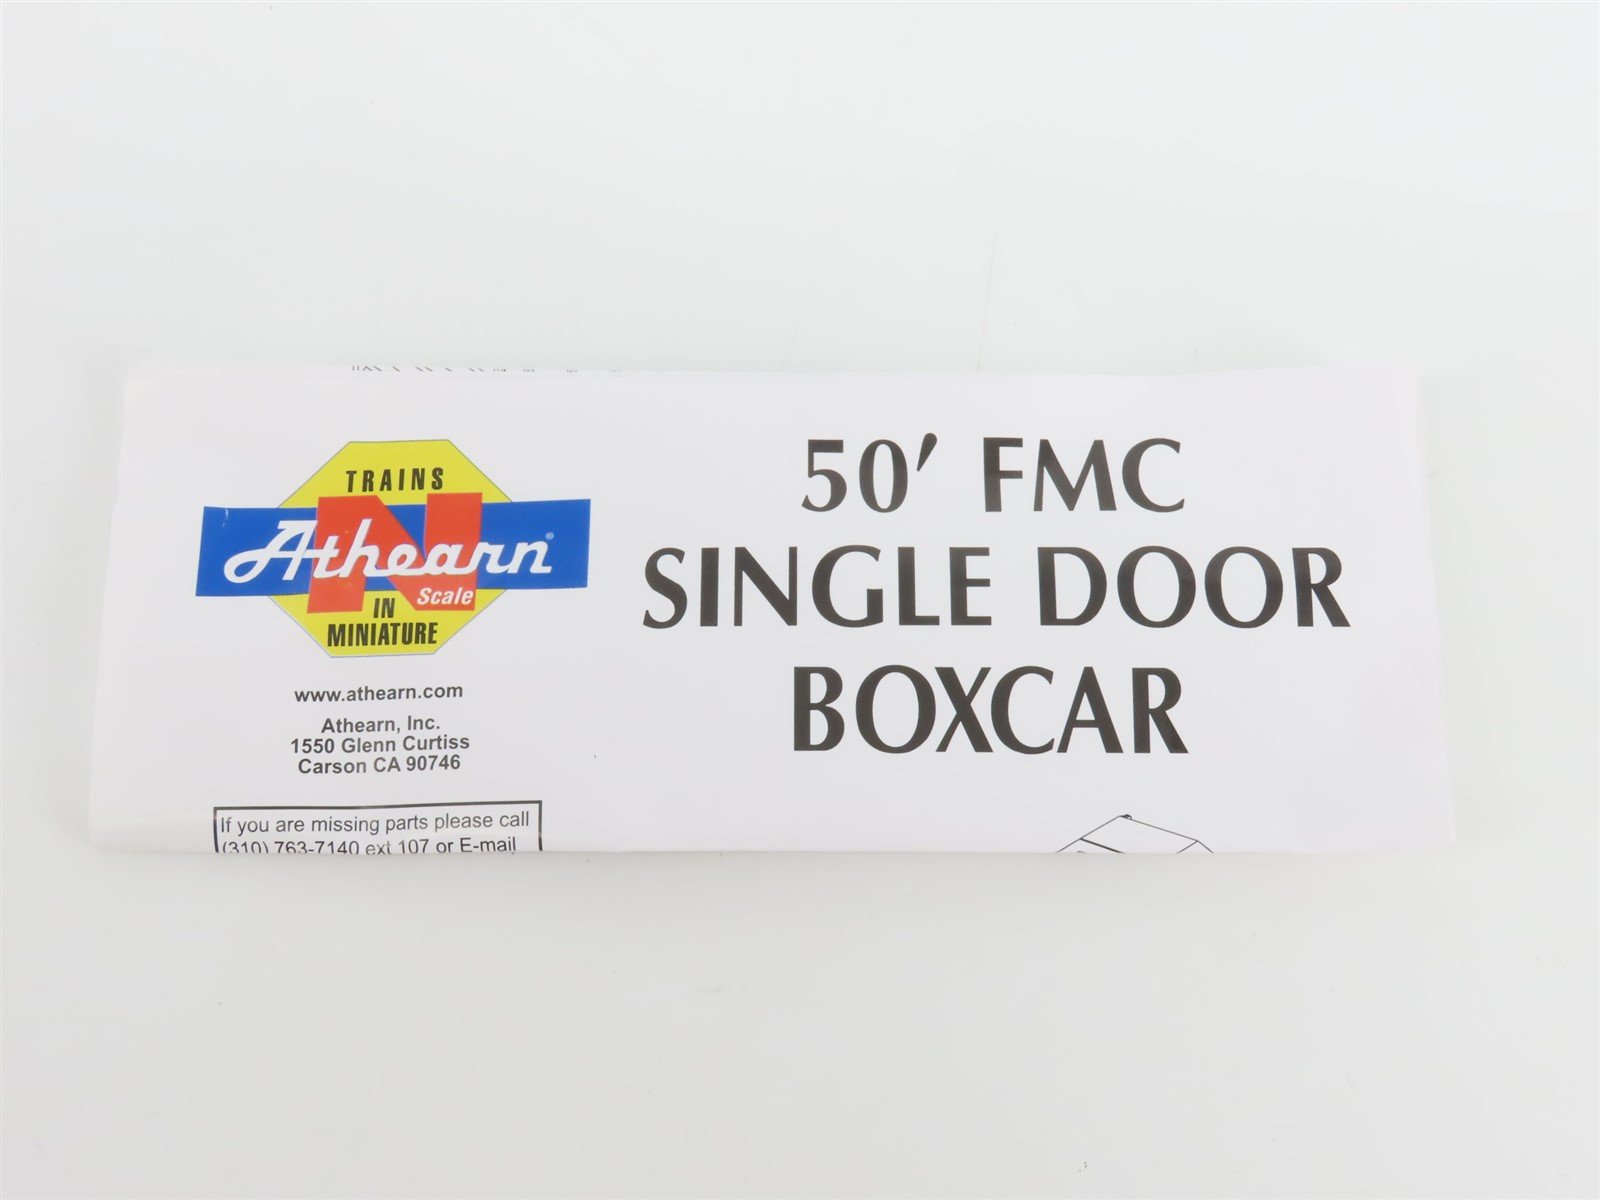 TRAINS
N
Athearn®
Scale
IN
MINIATURE
www.athearn.com
Athearn, Inc.
1550 Glenn Curtiss
Carson CA 90746
If you are missing parts please call
(310) 763-7140 ext 107 or E-mail
50' FMC
SINGLE DOOR
BOXCAR